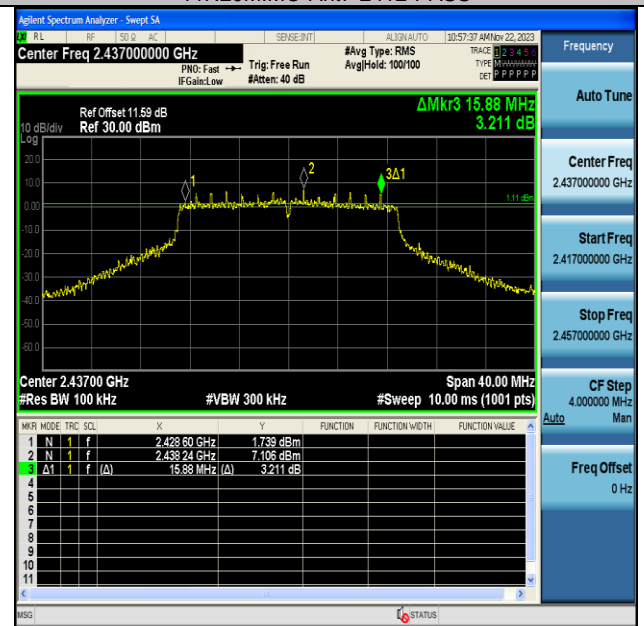 Agilent Spectrum Analyzer - Swept SA
RL RF 50 Ω AC SENSE:INT ALIGN AUTO 10:57:37 AM Nov 22, 2023
Center Freq 2.437000000 GHz #Avg Type: RMS TRACE 1 2 3 4 5 6
PNO: Fast Trig: Free Run Avg|Hold: 100/100 TYPE M
IFGain:Low #Atten: 40 dB DET P P P P P P
ΔMkr3 15.88 MHz
Ref Offset 11.59 dB
10 dB/div Ref 30.00 dBm 3.211 dB
Log
20.0
10.0
0.00
-10.0
-20.0
-30.0
-40.0
-50.0
-60.0
1
2
3Δ1
1.11 dBm
Center 2.43700 GHz Span 40.00 MHz
#Res BW 100 kHz #VBW 300 kHz #Sweep 10.00 ms (1001 pts)
MKR MODE TRC SCL X Y FUNCTION FUNCTION WIDTH FUNCTION VALUE
1 N 1 f 2.428 60 GHz 1.739 dBm
2 N 1 f 2.438 24 GHz 7.106 dBm
3 Δ1 1 f (Δ) 15.88 MHz (Δ) 3.211 dB
4
5
6
7
8
9
10
11
MSG STATUS
Frequency
Auto Tune
Center Freq
2.437000000 GHz
Start Freq
2.417000000 GHz
Stop Freq
2.457000000 GHz
CF Step
4.000000 MHz
Auto Man
Freq Offset
0 Hz